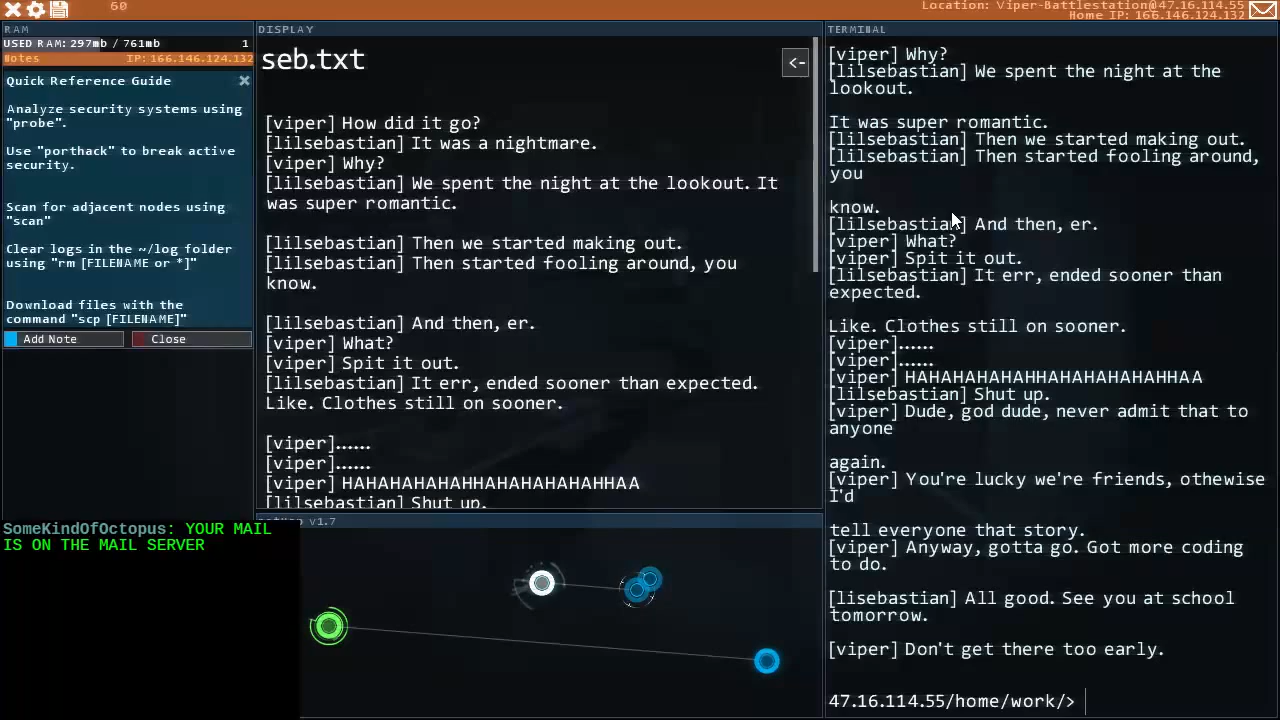 60
Location: Viper-Battlestation@47.16.114.55
Home IP: 166.146.124.132
RAM
USED RAM: 297mb / 761mb 1
Notes IP: 166.146.124.132
Quick Reference Guide
Analyze security systems using
"probe".
Use "porthack" to break active
security.
Scan for adjacent nodes using
"scan"
Clear logs in the ~/log folder
using "rm [FILENAME or *]"
Download files with the
command "scp [FILENAME]"
Add Note
Close
SomeKindOfOctopus: YOUR MAIL
IS ON THE MAIL SERVER
DISPLAY
seb.txt
<-
[viper] How did it go?
[lilsebastian] It was a nightmare.
[viper] Why?
[lilsebastian] We spent the night at the lookout. It
was super romantic.
[lilsebastian] Then we started making out.
[lilsebastian] Then started fooling around, you
know.
[lilsebastian] And then, er.
[viper] What?
[viper] Spit it out.
[lilsebastian] It err, ended sooner than expected.
Like. Clothes still on sooner.
[viper]......
[viper]......
[viper] HAHAHAHAHAHHAHAHAHAHAHHAA
[lilsebastian] Shut up.
v1.7
TERMINAL
[viper] Why?
[lilsebastian] We spent the night at the
lookout.
It was super romantic.
[lilsebastian] Then we started making out.
[lilsebastian] Then started fooling around,
you
know.
[lilsebastian] And then, er.
[viper] What?
[viper] Spit it out.
[lilsebastian] It err, ended sooner than
expected.
Like. Clothes still on sooner.
[viper]......
[viper]......
[viper] HAHAHAHAHAHHAHAHAHAHAHHAA
[lilsebastian] Shut up.
[viper] Dude, god dude, never admit that to
anyone
again.
[viper] You're lucky we're friends, othewise
I'd
tell everyone that story.
[viper] Anyway, gotta go. Got more coding
to do.
[lisebastian] All good. See you at school
tomorrow.
[viper] Don't get there too early.
47.16.114.55/home/work/>